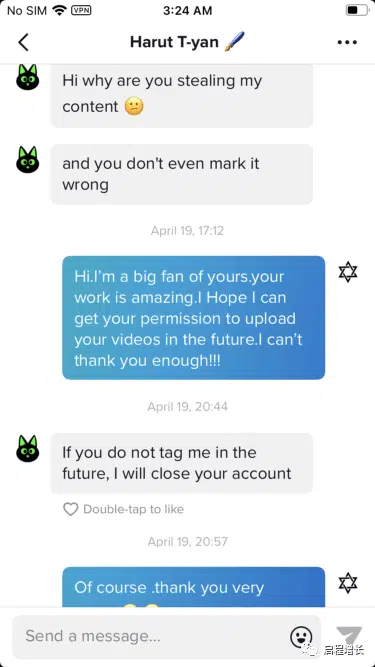 No SIM VPN 3:24 AM
Harut T-yan 🖌️
Hi why are you stealing my
content 😕
and you don't even mark it
wrong
April 19, 17:12
Hi.I'm a big fan of yours.your
work is amazing.I Hope I can
get your permission to upload
your videos in the future.I can't
thank you enough!!!
April 19, 20:44
If you do not tag me in the
future, I will close your account
Double-tap to like
April 19, 20:57
Of course .thank you very
Send a message...
启程增长